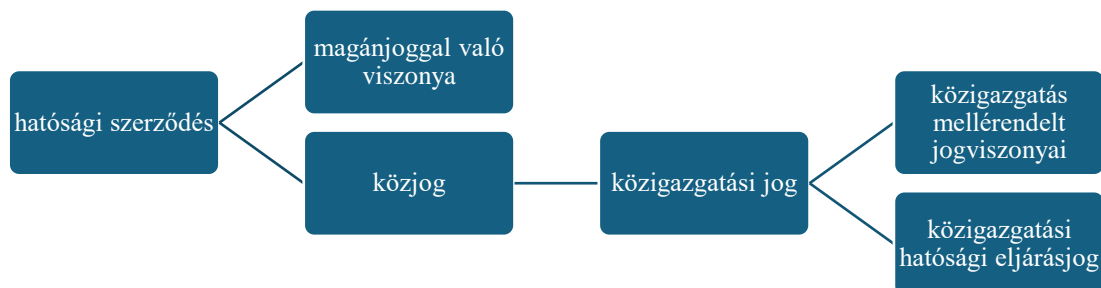 hatósági szerződés
magánjoggal való
viszonya
közjog
közigazgatási jog
közigazgatás
mellérendelt
jogviszonyai
közigazgatási
hatósági eljárásjog